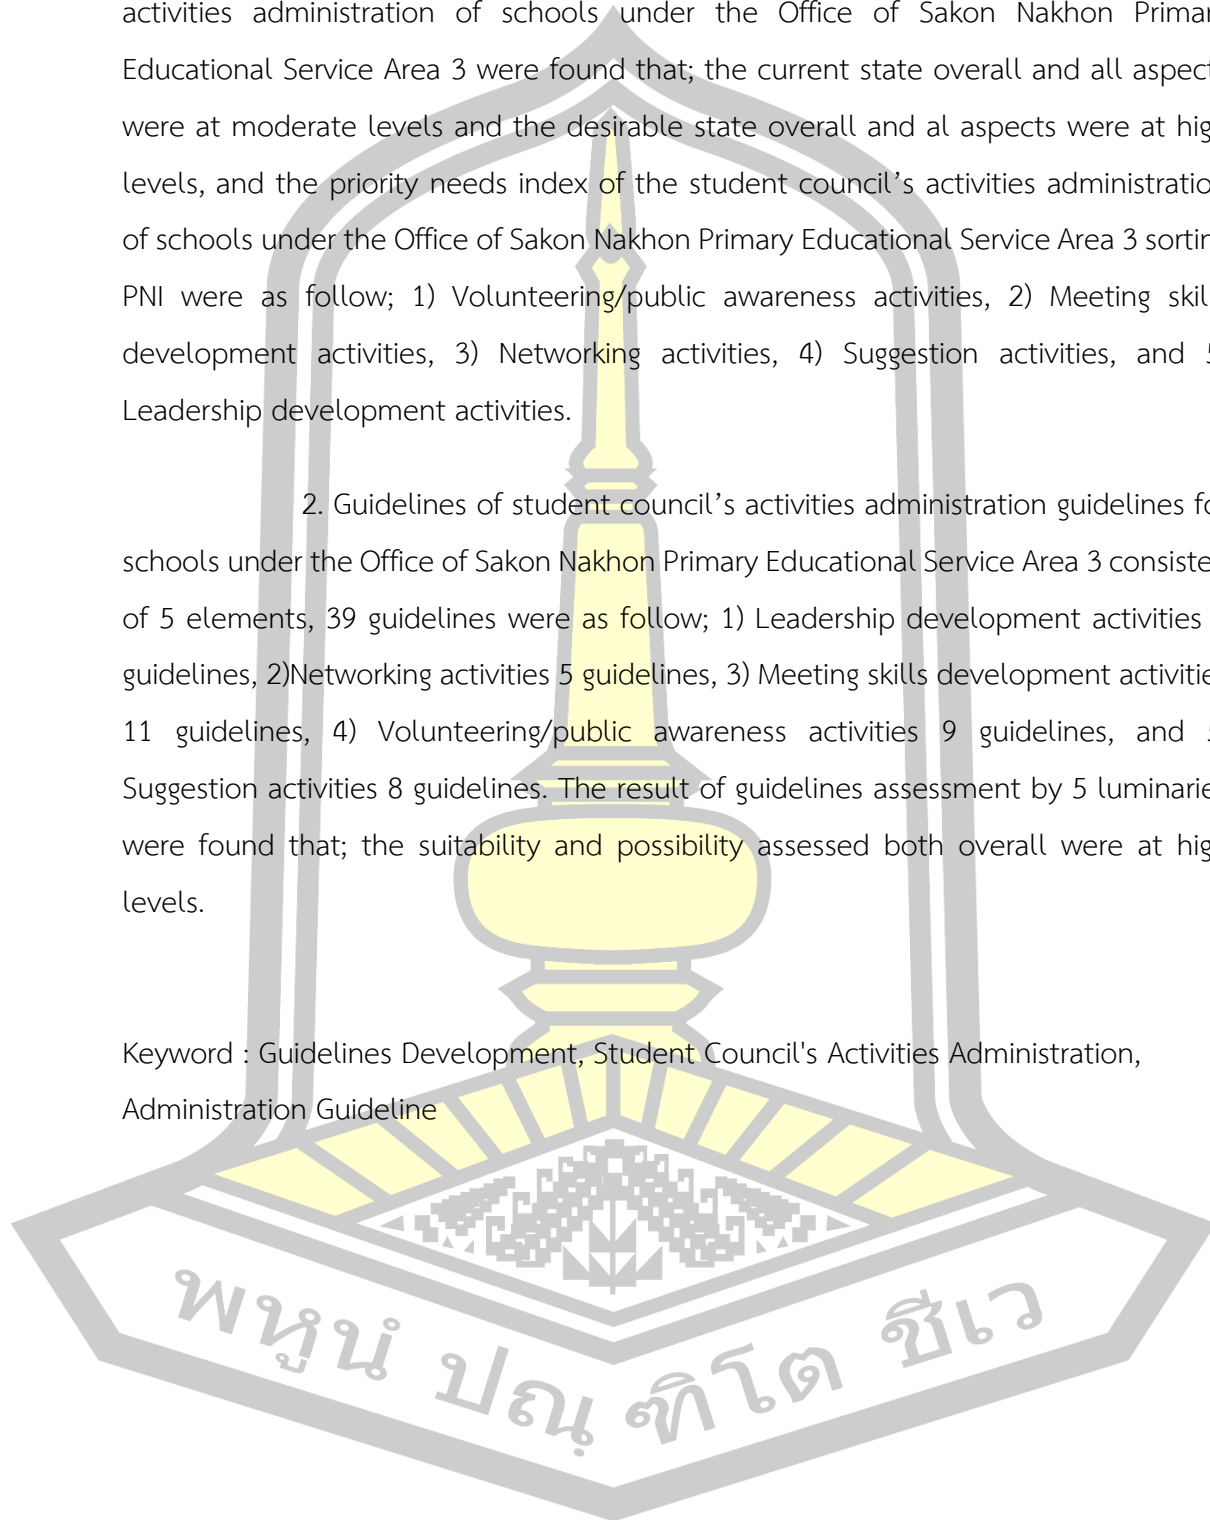 activities administration of schools under the Office of Sakon Nakhon Primar
Educational Service Area 3 were found that; the current state overall and all aspect
were at moderate levels and the desirable state overall and al aspects were at hig
levels, and the priority needs index of the student council’s activities administratio
of schools under the Office of Sakon Nakhon Primary Educational Service Area 3 sortin
PNI were as follow; 1) Volunteering/public awareness activities, 2) Meeting skil
development activities, 3) Networking activities, 4) Suggestion activities, and 5
Leadership development activities.
2. Guidelines of student council’s activities administration guidelines fo
schools under the Office of Sakon Nakhon Primary Educational Service Area 3 consiste
of 5 elements, 39 guidelines were as follow; 1) Leadership development activities
guidelines, 2)Networking activities 5 guidelines, 3) Meeting skills development activitie
11 guidelines, 4) Volunteering/public awareness activities 9 guidelines, and 5
Suggestion activities 8 guidelines. The result of guidelines assessment by 5 luminarie
were found that; the suitability and possibility assessed both overall were at hig
levels.
Keyword : Guidelines Development, Student Council's Activities Administration,
Administration Guideline
พหูนํ ปณฺฑิโต ชีเว